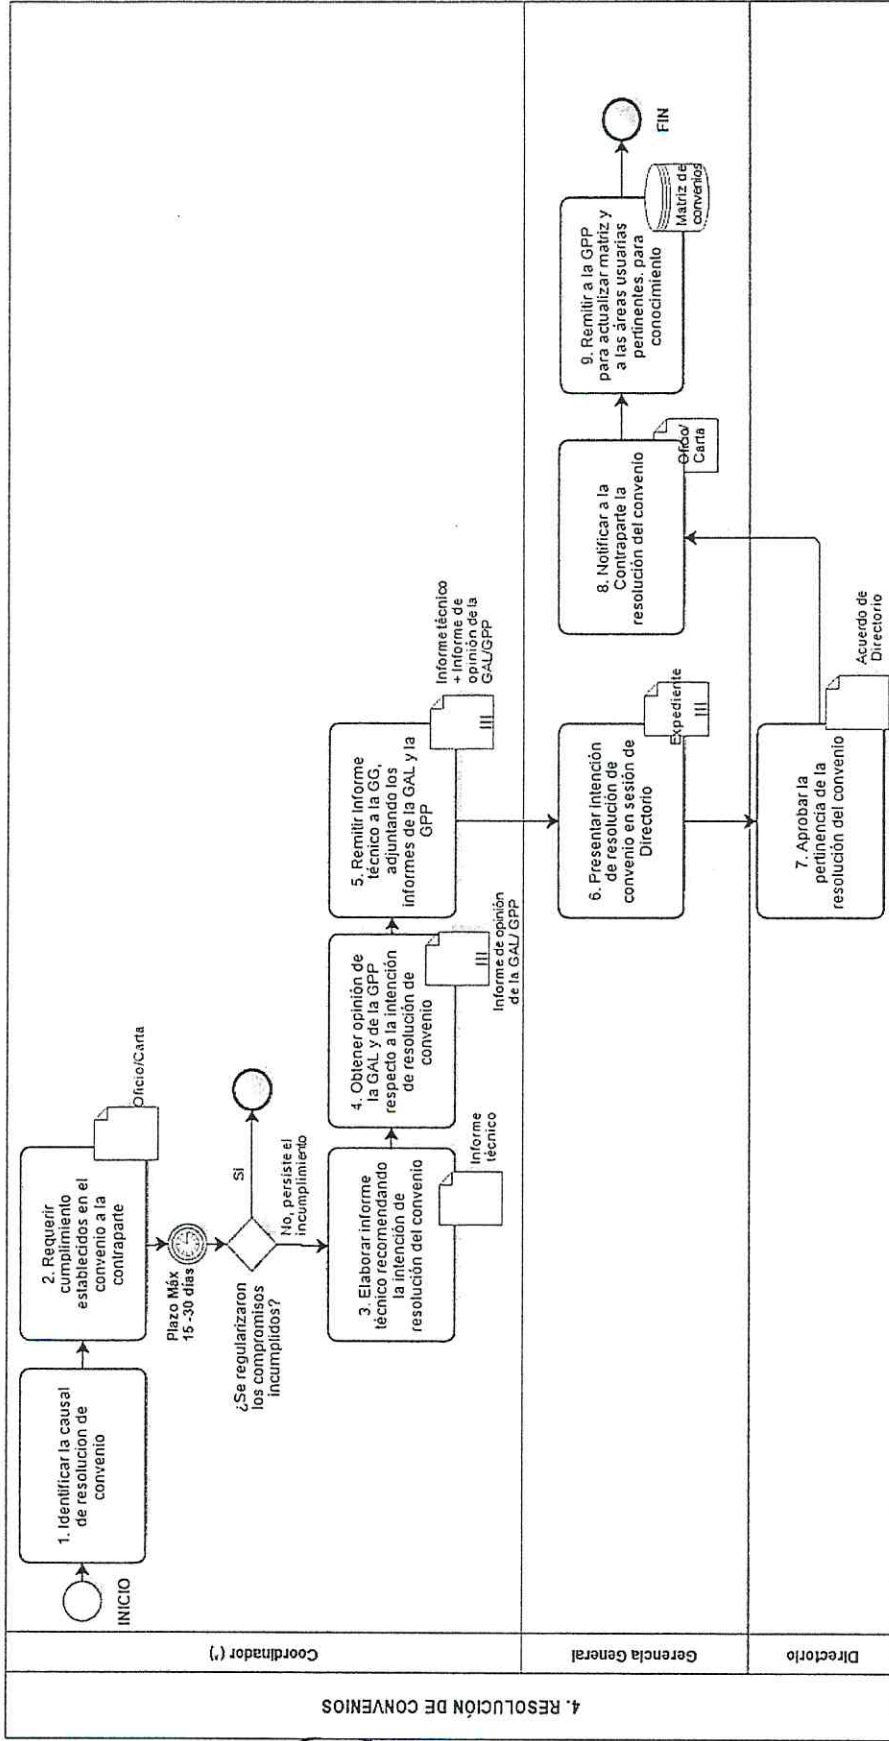 4. RESOLUCIÓN DE CONVENIOS
Coordinador (*)
INICIO
1. Identificar la causal
de resolucion de
convenio
2. Requerir
cumplimiento
establecidos en el
convenio a la
contraparte
Oficio/Carta
Plazo Máx
15 -30 días
¿Se regularizaron
los compromisos
incumplidos?
Si
No, persiste el
incumplimiento
3. Elaborar informe
técnico recomendando
la intención de
resolución del convenio
Informe
técnico
4. Obtener opinión de
la GAL y de la GPP
respecto a la intención
de resolución de
convenio
Informe de opinión
de la GAL/ GPP
5. Remitir Informe
técnico a la GG,
adjuntando los
informes de la GAL y la
GPP
Informe técnico
+ Informe de
opinión de la
GAL/GPP
Gerencia General
6. Presentar Intención
de resolución de
convenio en sesión de
Directorio
Expediente
8. Notificar a la
Contraparte la
resolución del convenio
Oficio/
Carta
9. Remitir a la GPP
para actualizar matriz y
a las áreas usuarias
pertinentes. para
conocimiento
Matriz de
convenios
FIN
Directorio
7. Aprobar la
pertinencia de la
resolución del convenio
Acuerdo de
Directorio